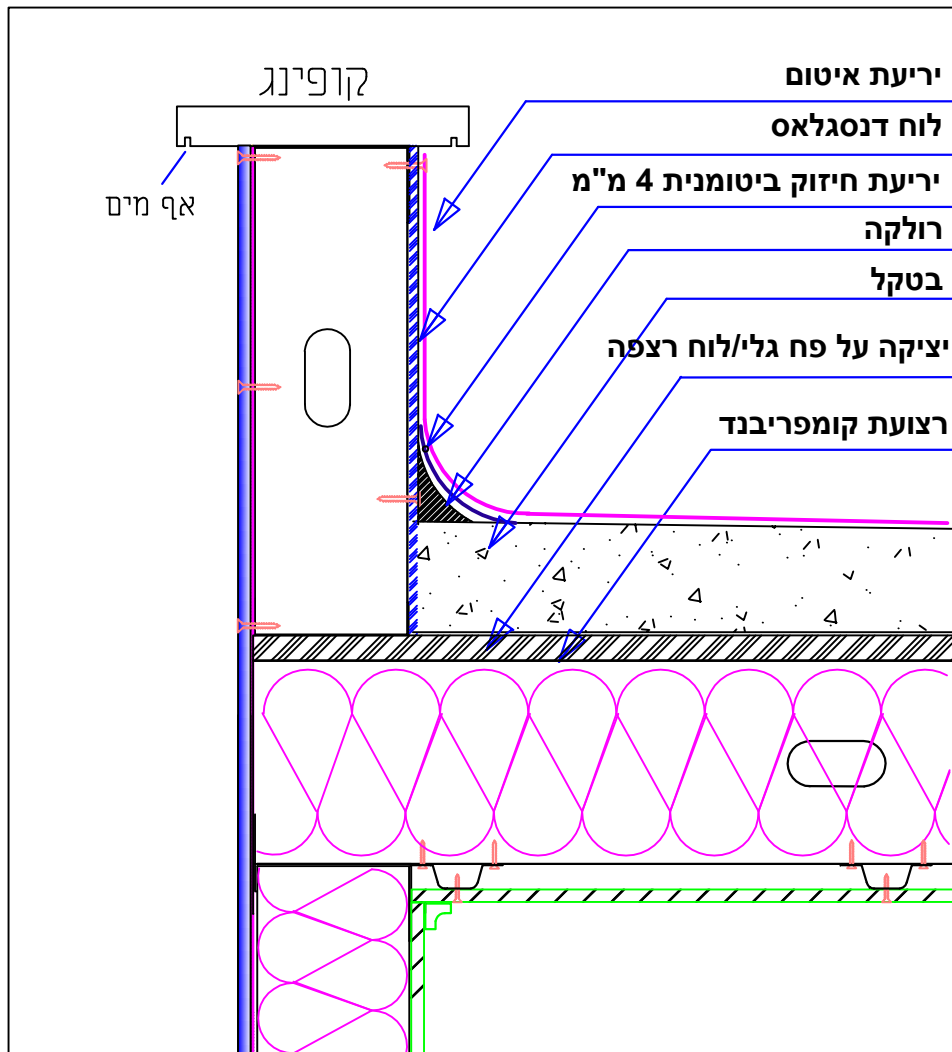 קופינג
אף מים
יריעת איטום
לוח דנסגלאס
יריעת חיזוק ביטומנית 4 מ"מ
רולקה
בטקל
יציקה על פח גלי/לוח רצפה
רצועת קומפריבנד